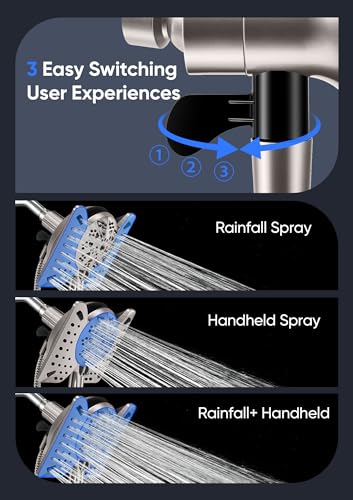 3 Easy Switching
User Experiences
1
2
3
Rainfall Spray
Handheld Spray
Rainfall+ Handheld